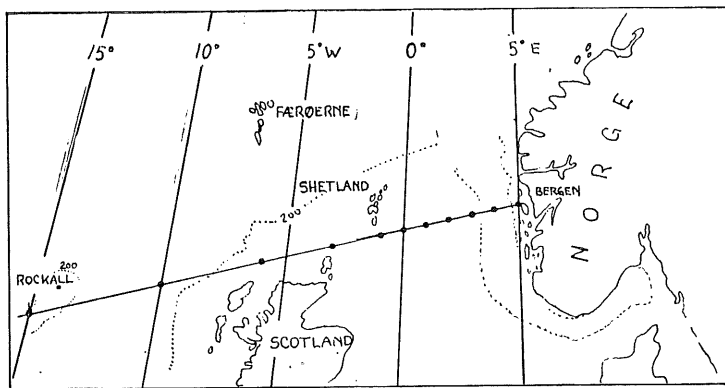 15° 10° 5°W 0° 5°E
FÆRØERNE
SHETLAND
200
BERGEN
NORGE
200
ROCKALL
SCOTLAND